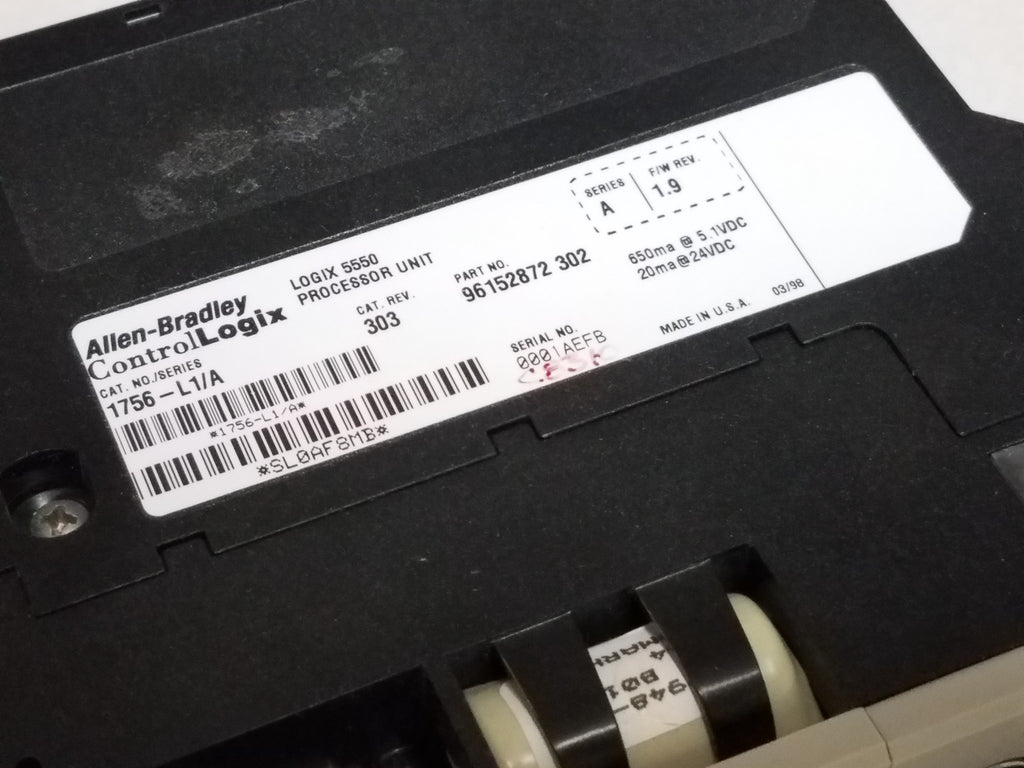 SERIES
A
F/W REV.
1.9
LOGIX 5550
PROCESSOR UNIT
PART NO.
96152872 302
650ma @ 5.1VDC
20ma@24VDC
Allen-Bradley
ControlLogix
CAT. REV.
303
CAT. NO./SERIES
1756-L1/A
SERIAL NO.
0001AEFB
MADE IN U.S.A.
03/98
*1756-L1/A*
*SL0AF8MB*